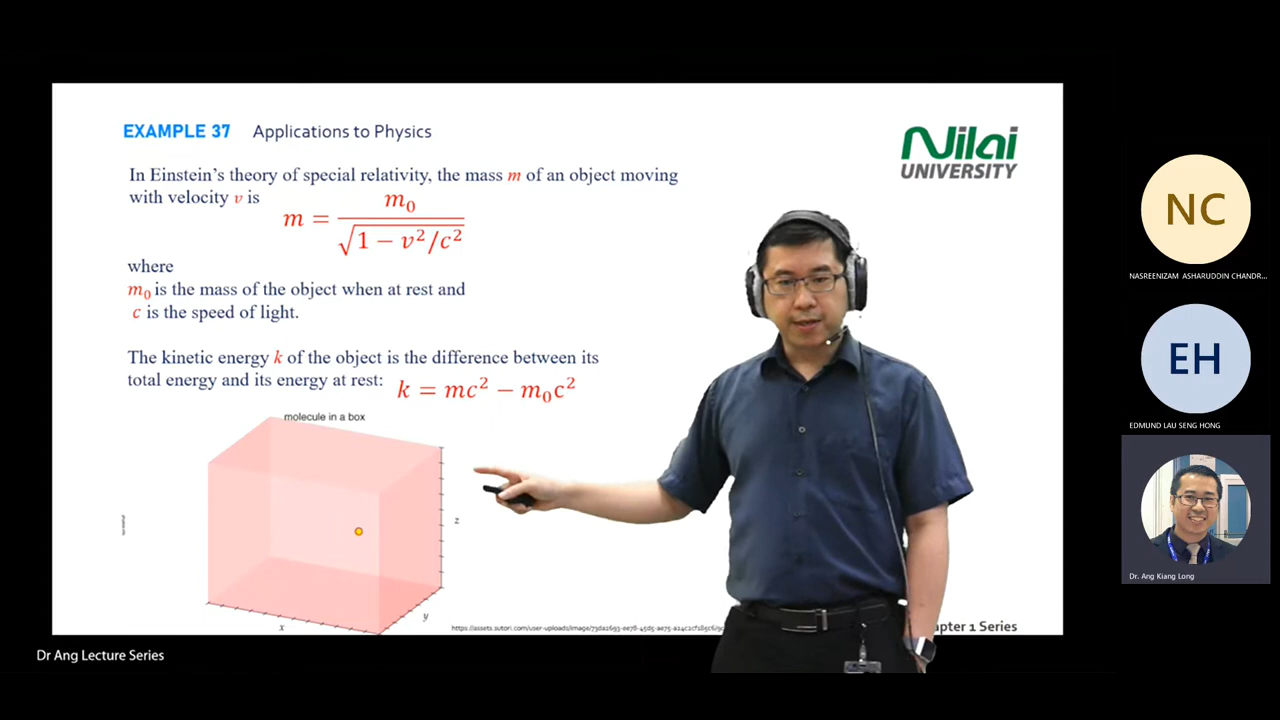 EXAMPLE 37 Applications to Physics
Nilai
UNIVERSITY
In Einstein's theory of special relativity, the mass m of an object moving
with velocity v is
m = m₀ / √(1 − v²/c²)
where
m₀ is the mass of the object when at rest and
c is the speed of light.
The kinetic energy k of the object is the difference between its
total energy and its energy at rest: k = mc² − m₀c²
molecule in a box
z
y
x
pter 1 Series
Dr Ang Lecture Series
NC
NASREENIZAM ASHARUDDIN CHANDR...
EH
EDMUND LAU SENG HONG
Dr. Ang Kiang Long